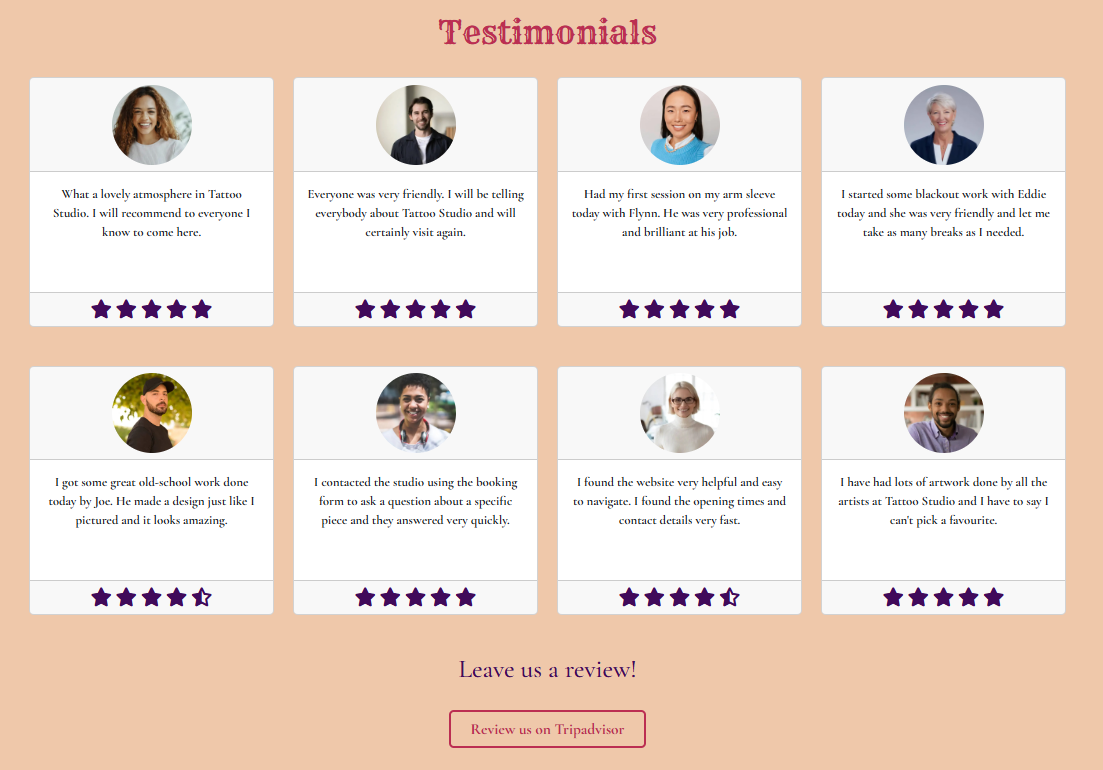 Testimonials
What a lovely atmosphere in Tattoo
Studio. I will recommend to everyone I
know to come here.
Everyone was very friendly. I will be telling
everybody about Tattoo Studio and will
certainly visit again.
Had my first session on my arm sleeve
today with Flynn. He was very professional
and brilliant at his job.
I started some blackout work with Eddie
today and she was very friendly and let me
take as many breaks as I needed.
I got some great old-school work done
today by Joe. He made a design just like I
pictured and it looks amazing.
I contacted the studio using the booking
form to ask a question about a specific
piece and they answered very quickly.
I found the website very helpful and easy
to navigate. I found the opening times and
contact details very fast.
I have had lots of artwork done by all the
artists at Tattoo Studio and I have to say I
can't pick a favourite.
Leave us a review!
Review us on Tripadvisor